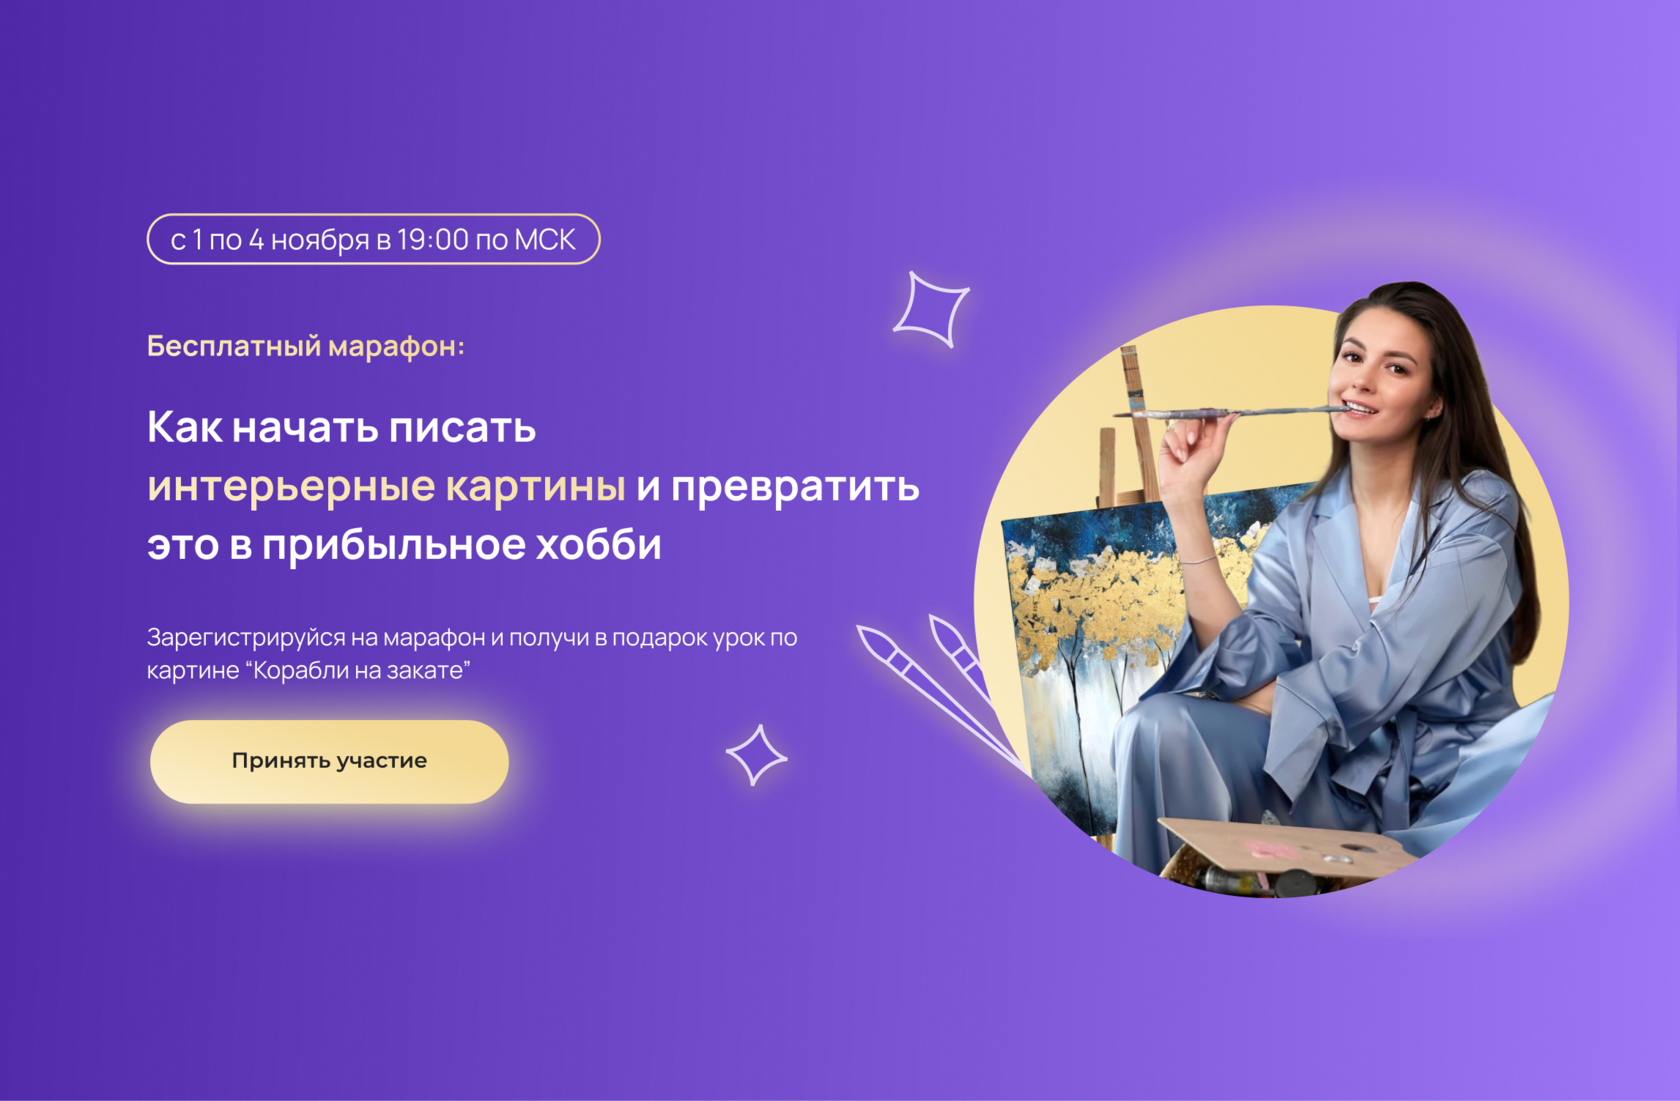 с 1 по 4 ноября в 19:00 по МСК
Бесплатный марафон:
Как начать писать
интерьерные картины и превратить
это в прибыльное хобби
Зарегистрируйся на марафон и получи в подарок урок по
картине “Корабли на закате”
Принять участие